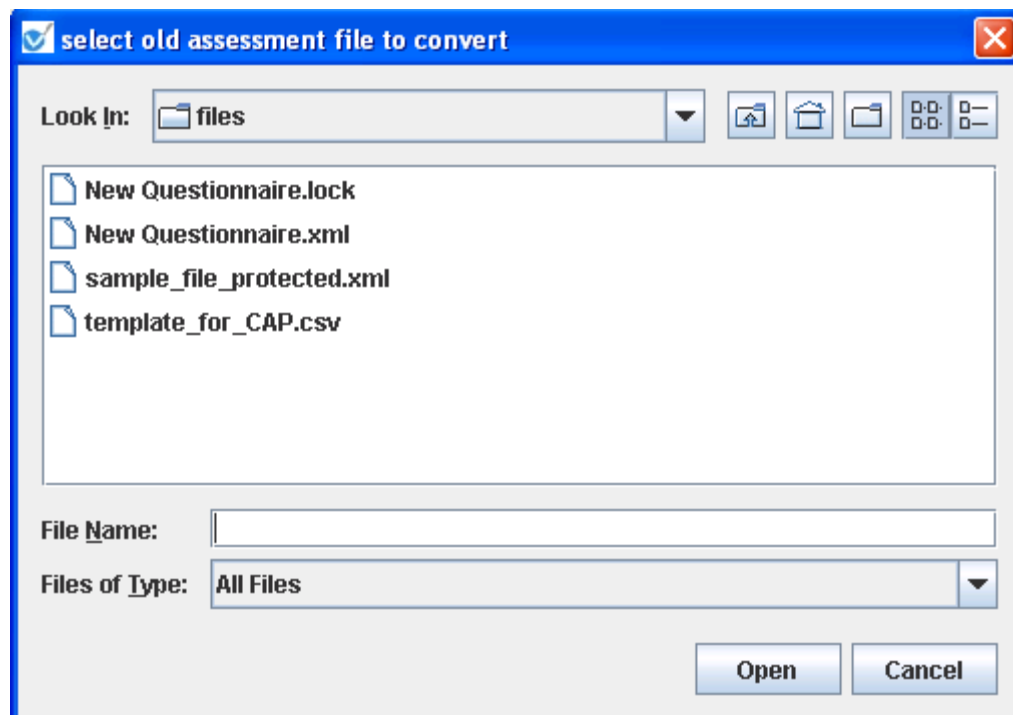 select old assessment file to convert
Look In: files
New Questionnaire.lock
New Questionnaire.xml
sample_file_protected.xml
template_for_CAP.csv
File Name:
Files of Type: All Files
Open Cancel